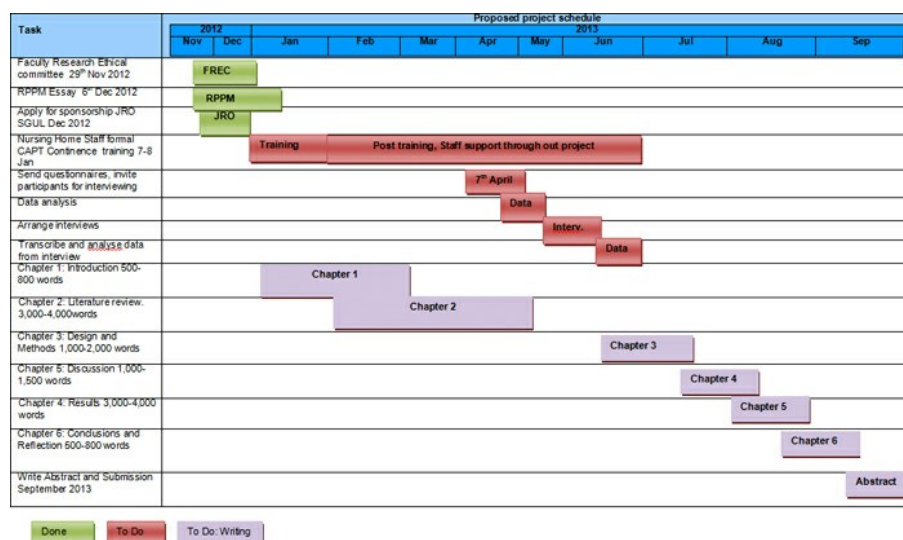 Proposed project schedule
Task
2012
2013
Nov Dec Jan Feb Mar Apr May Jun Jul Aug Sep
Faculty Research Ethical
committee 29th Nov 2012
FREC
RPPM Essay 6th Dec 2012
RPPM
Apply for sponsorship JRO
SGUL Dec 2012
JRO
Nursing Home Staff formal
CAPT Continence training 7-8
Jan
Training
Post training, Staff support through out project
Send questionnaires, invite
participants for interviewing
7th April
Data analysis
Data
Arrange interviews
Interv.
Transcribe and analyse data
from interview
Data
Chapter 1: Introduction 500-
800 words
Chapter 1
Chapter 2: Literature review.
3,000-4,000words
Chapter 2
Chapter 3: Design and
Methods 1,000-2,000 words
Chapter 3
Chapter 5: Discussion 1,000-
1,500 words
Chapter 4
Chapter 4: Results 3,000-4,000
words
Chapter 5
Chapter 6: Conclusions and
Reflection 500-800 words
Chapter 6
Write Abstract and Submission
September 2013
Abstract
Done
To Do
To Do: Writing